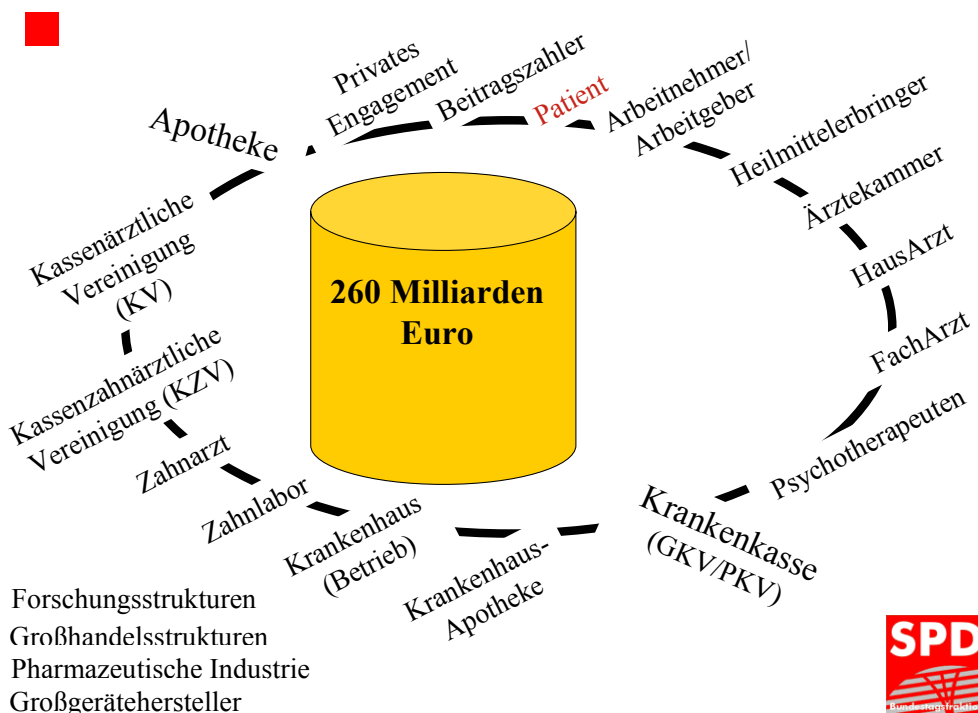 Privates
Engagement
Beitragszahler
Patient
Arbeitnehmer/
Arbeitgeber
Heilmittelerbringer
Ärztekammer
HausArzt
FachArzt
Psychotherapeuten
Krankenkasse
(GKV/PKV)
Krankenhaus-
Apotheke
Krankenhaus
(Betrieb)
Zahnlabor
Zahnarzt
Kassenzahnärztliche
Vereinigung (KZV)
Kassenärztliche
Vereinigung
(KV)
Apotheke
260 Milliarden
Euro
Forschungsstrukturen
Großhandelsstrukturen
Pharmazeutische Industrie
Großgerätehersteller
SPD
Bundestagsfraktion